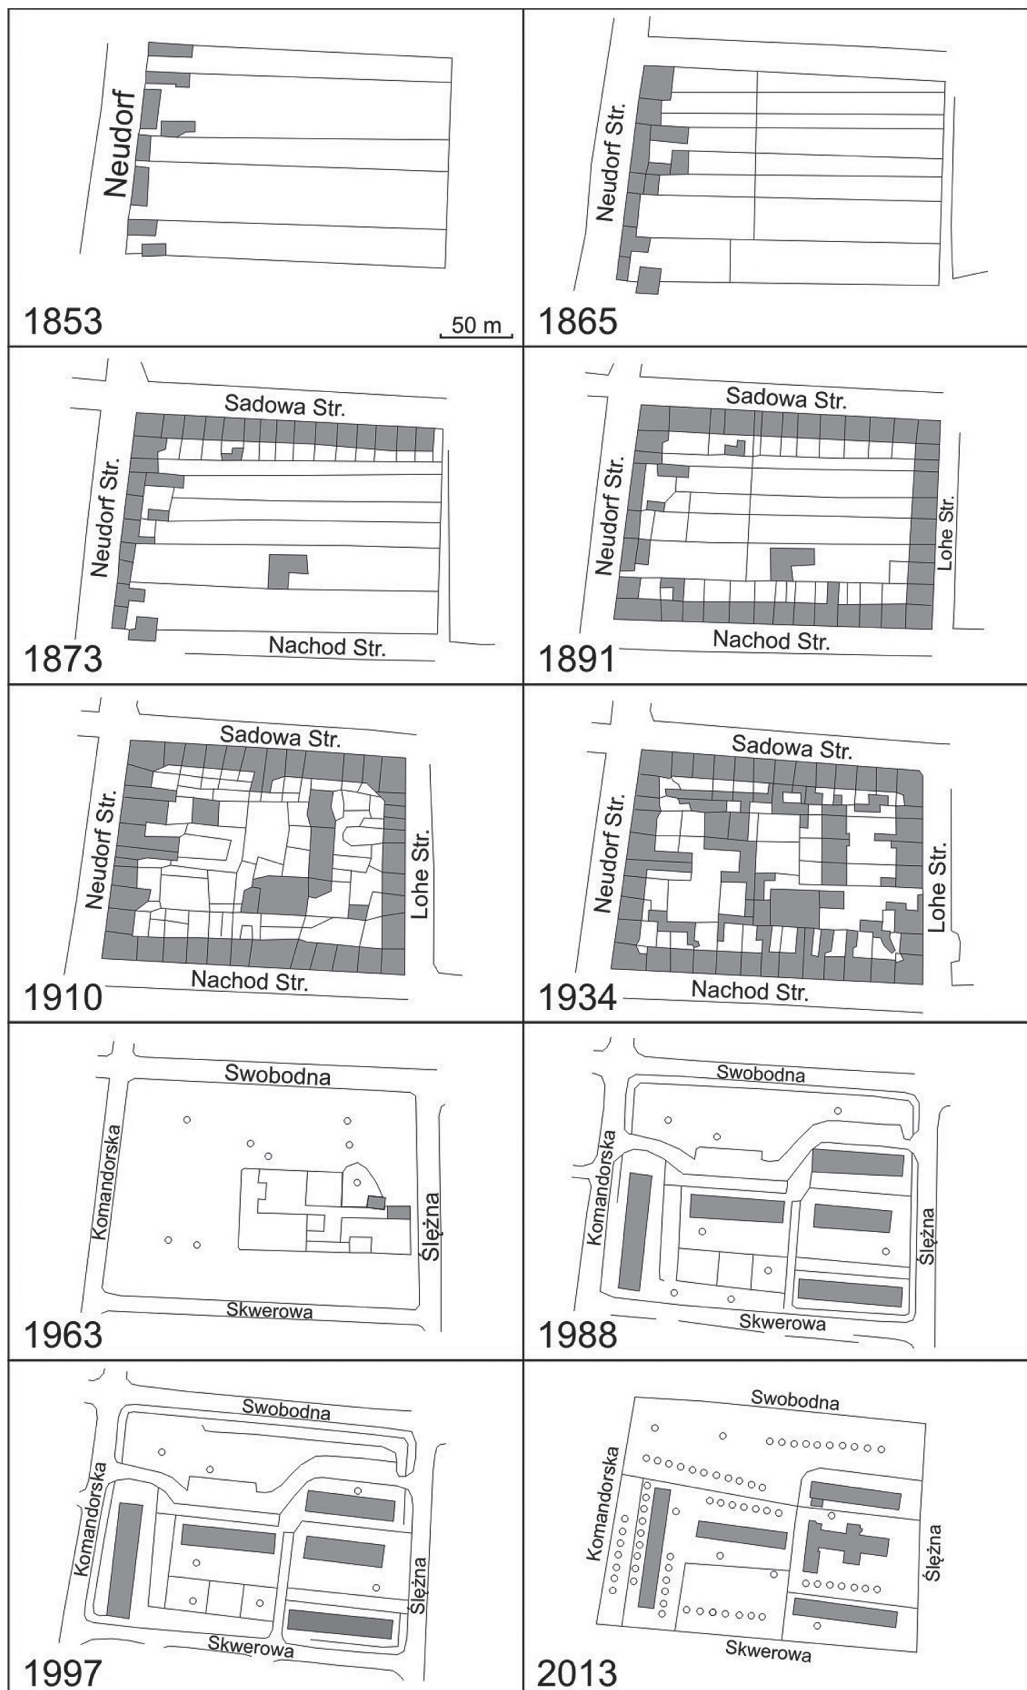 Neudorf
1853
50 m
Neudorf Str.
1865
Sadowa Str.
Neudorf Str.
Nachod Str.
1873
Sadowa Str.
Neudorf Str.
Lohe Str.
Nachod Str.
1891
Sadowa Str.
Neudorf Str.
Lohe Str.
Nachod Str.
1910
Sadowa Str.
Neudorf Str.
Lohe Str.
Nachod Str.
1934
Swobodna
Komandorska
Ślężna
Skwerowa
1963
Swobodna
Komandorska
Ślężna
Skwerowa
1988
Swobodna
Komandorska
Ślężna
Skwerowa
1997
Swobodna
Komandorska
Ślężna
Skwerowa
2013